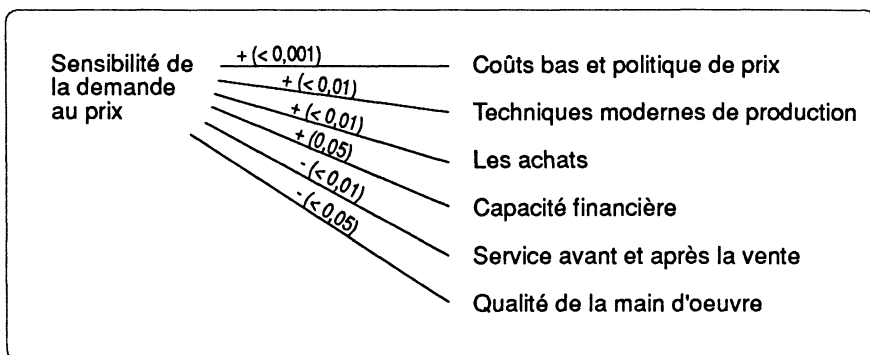 Sensibilité de
la demande
au prix
+ (< 0,001)
+ (< 0,01)
+ (< 0,01)
+ (0,05)
- (< 0,01)
- (< 0,05)
Coûts bas et politique de prix
Techniques modernes de production
Les achats
Capacité financière
Service avant et après la vente
Qualité de la main d'oeuvre